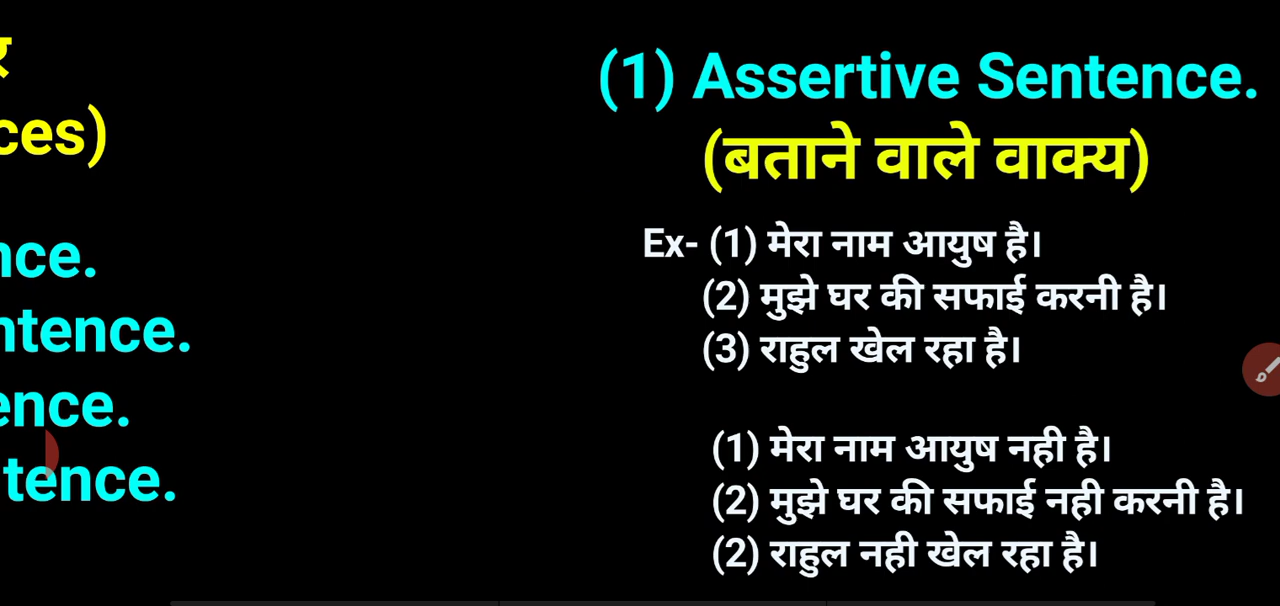 ces)
nce.
ntence.
ence.
tence.
(1) Assertive Sentence.
(बताने वाले वाक्य)
Ex- (1) मेरा नाम आयुष है।
(2) मुझे घर की सफाई करनी है।
(3) राहुल खेल रहा है।
(1) मेरा नाम आयुष नही है।
(2) मुझे घर की सफाई नही करनी है।
(2) राहुल नही खेल रहा है।